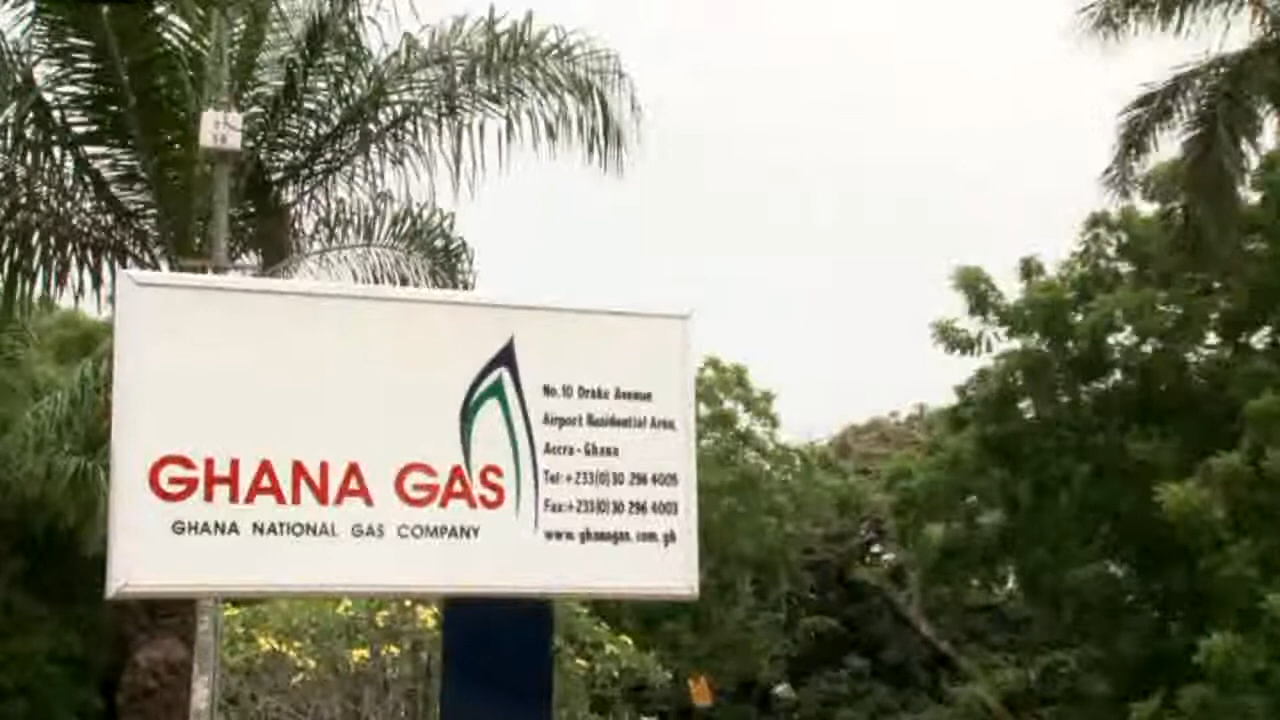 GHANA GAS
GHANA NATIONAL GAS COMPANY
No.10 Drake Avenue
Airport Residential Area,
Accra - Ghana
Tel:+233(0)30 296 4005
Fax:+233(0)30 296 4003
www.ghanagas.com.gh